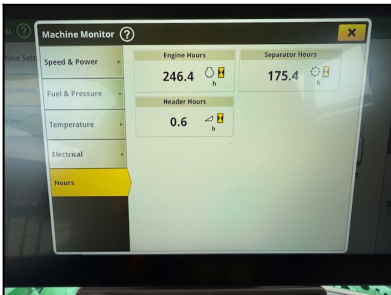 Machine Monitor ?
Speed & Power
Fuel & Pressure
Temperature
Electrical
Hours
Engine Hours
246.4 h
Separator Hours
175.4 h
Header Hours
0.6 h